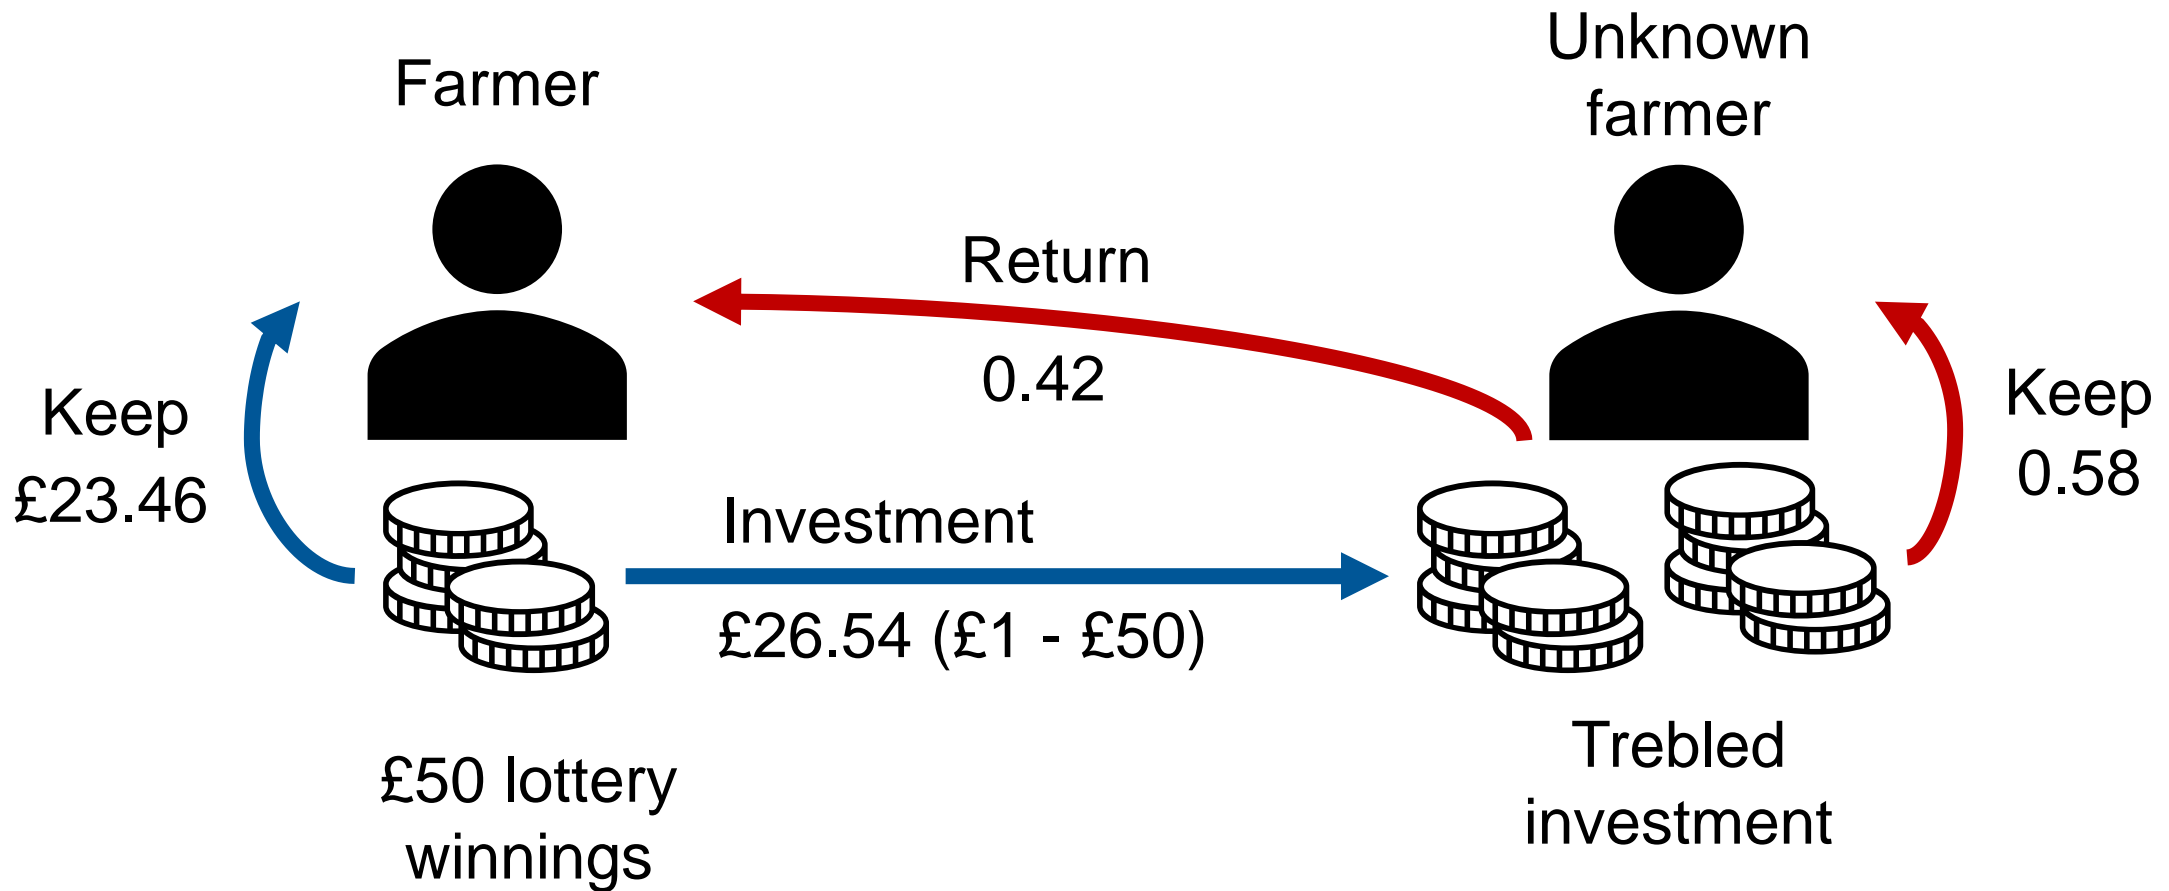 Farmer
Unknown
farmer
Return
0.42
Keep
£23.46
Keep
0.58
Investment
£26.54 (£1 - £50)
£50 lottery
winnings
Trebled
investment